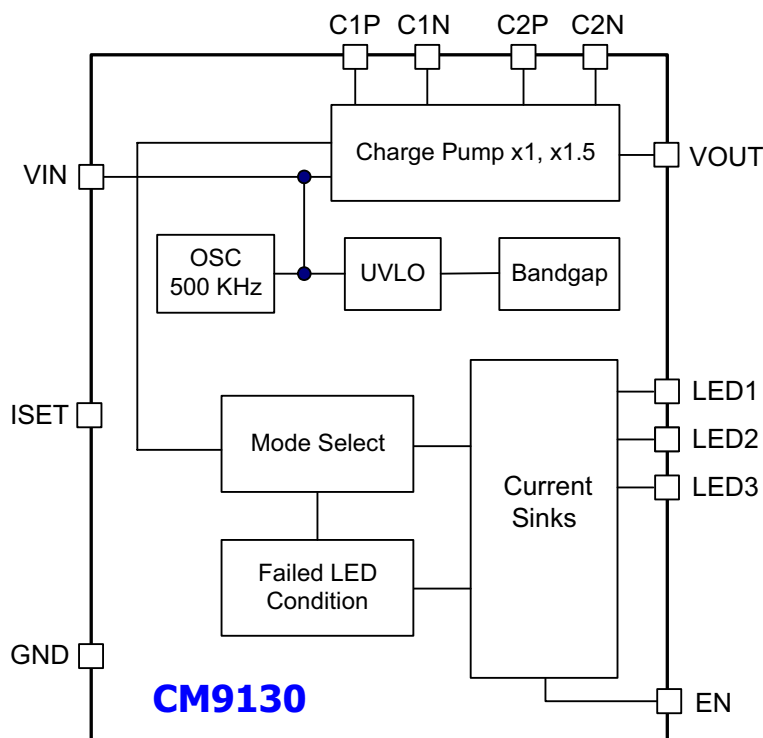 C1P C1N C2P C2N
Charge Pump x1, x1.5
VIN
VOUT
OSC
500 KHz
UVLO
Bandgap
ISET
Mode Select
Current
Sinks
LED1
LED2
LED3
Failed LED
Condition
GND
CM9130
EN